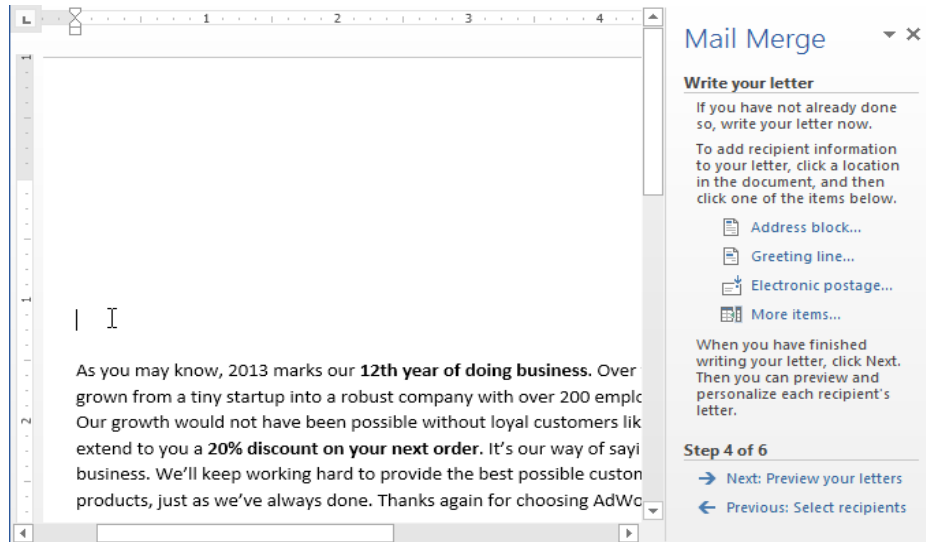 1 2 3 4
Mail Merge
Write your letter
If you have not already done
so, write your letter now.
To add recipient information
to your letter, click a location
in the document, and then
click one of the items below.
Address block...
Greeting line...
Electronic postage...
More items...
When you have finished
writing your letter, click Next.
Then you can preview and
personalize each recipient's
letter.
Step 4 of 6
Next: Preview your letters
Previous: Select recipients
1
1
2
As you may know, 2013 marks our 12th year of doing business. Over
grown from a tiny startup into a robust company with over 200
Our growth would not have been possible without loyal customers
extend to you a 20% discount on your next order. It’s our way of
business. We’ll keep working hard to provide the best possible
products, just as we’ve always done. Thanks again for choosing